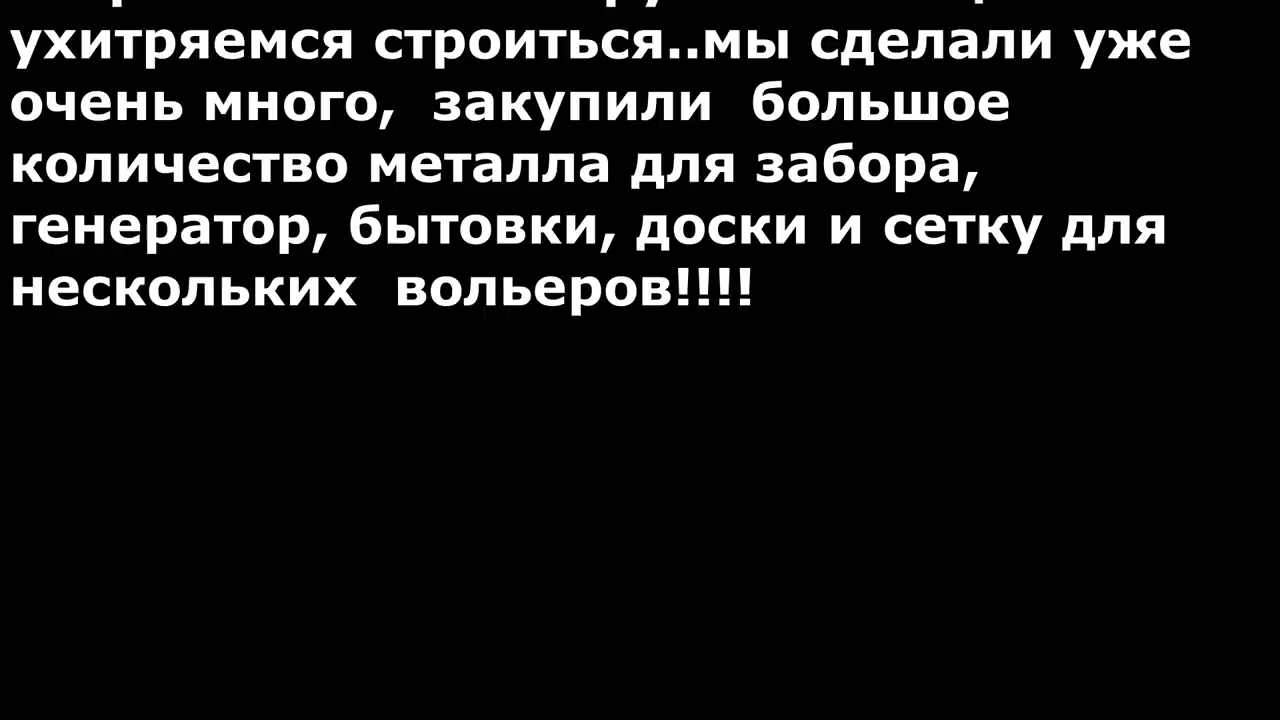 ухитряемся строиться..мы сделали уже
очень много,  закупили  большое
количество металла для забора,
генератор, бытовки, доски и сетку для
нескольких  вольеров!!!!